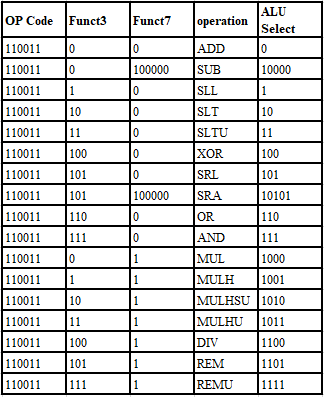 OP Code Funct3 Funct7 operation ALU Select
110011 0 0 ADD 0
110011 0 100000 SUB 10000
110011 1 0 SLL 1
110011 10 0 SLT 10
110011 11 0 SLTU 11
110011 100 0 XOR 100
110011 101 0 SRL 101
110011 101 100000 SRA 10101
110011 110 0 OR 110
110011 111 0 AND 111
110011 0 1 MUL 1000
110011 1 1 MULH 1001
110011 10 1 MULHSU 1010
110011 11 1 MULHU 1011
110011 100 1 DIV 1100
110011 101 1 REM 1101
110011 111 1 REMU 1111